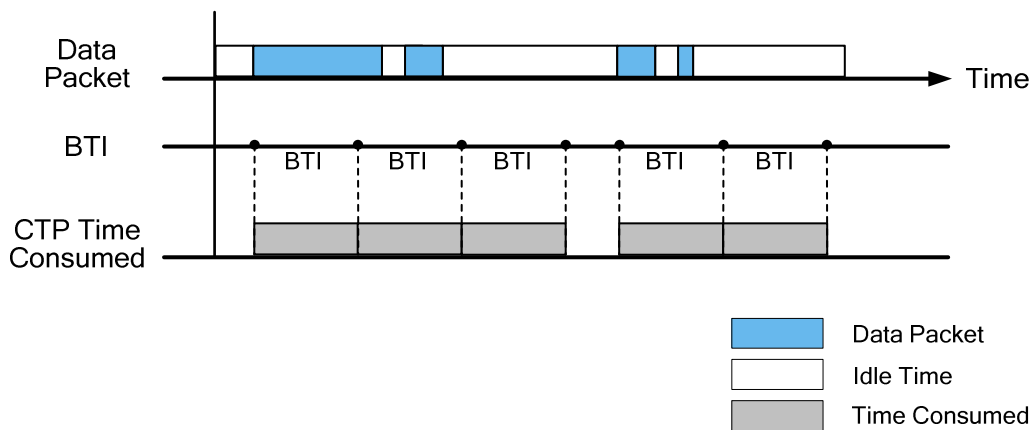 Data
Packet
Time
BTI
BTI
BTI
BTI
BTI
BTI
CTP Time
Consumed
Data Packet
Idle Time
Time Consumed